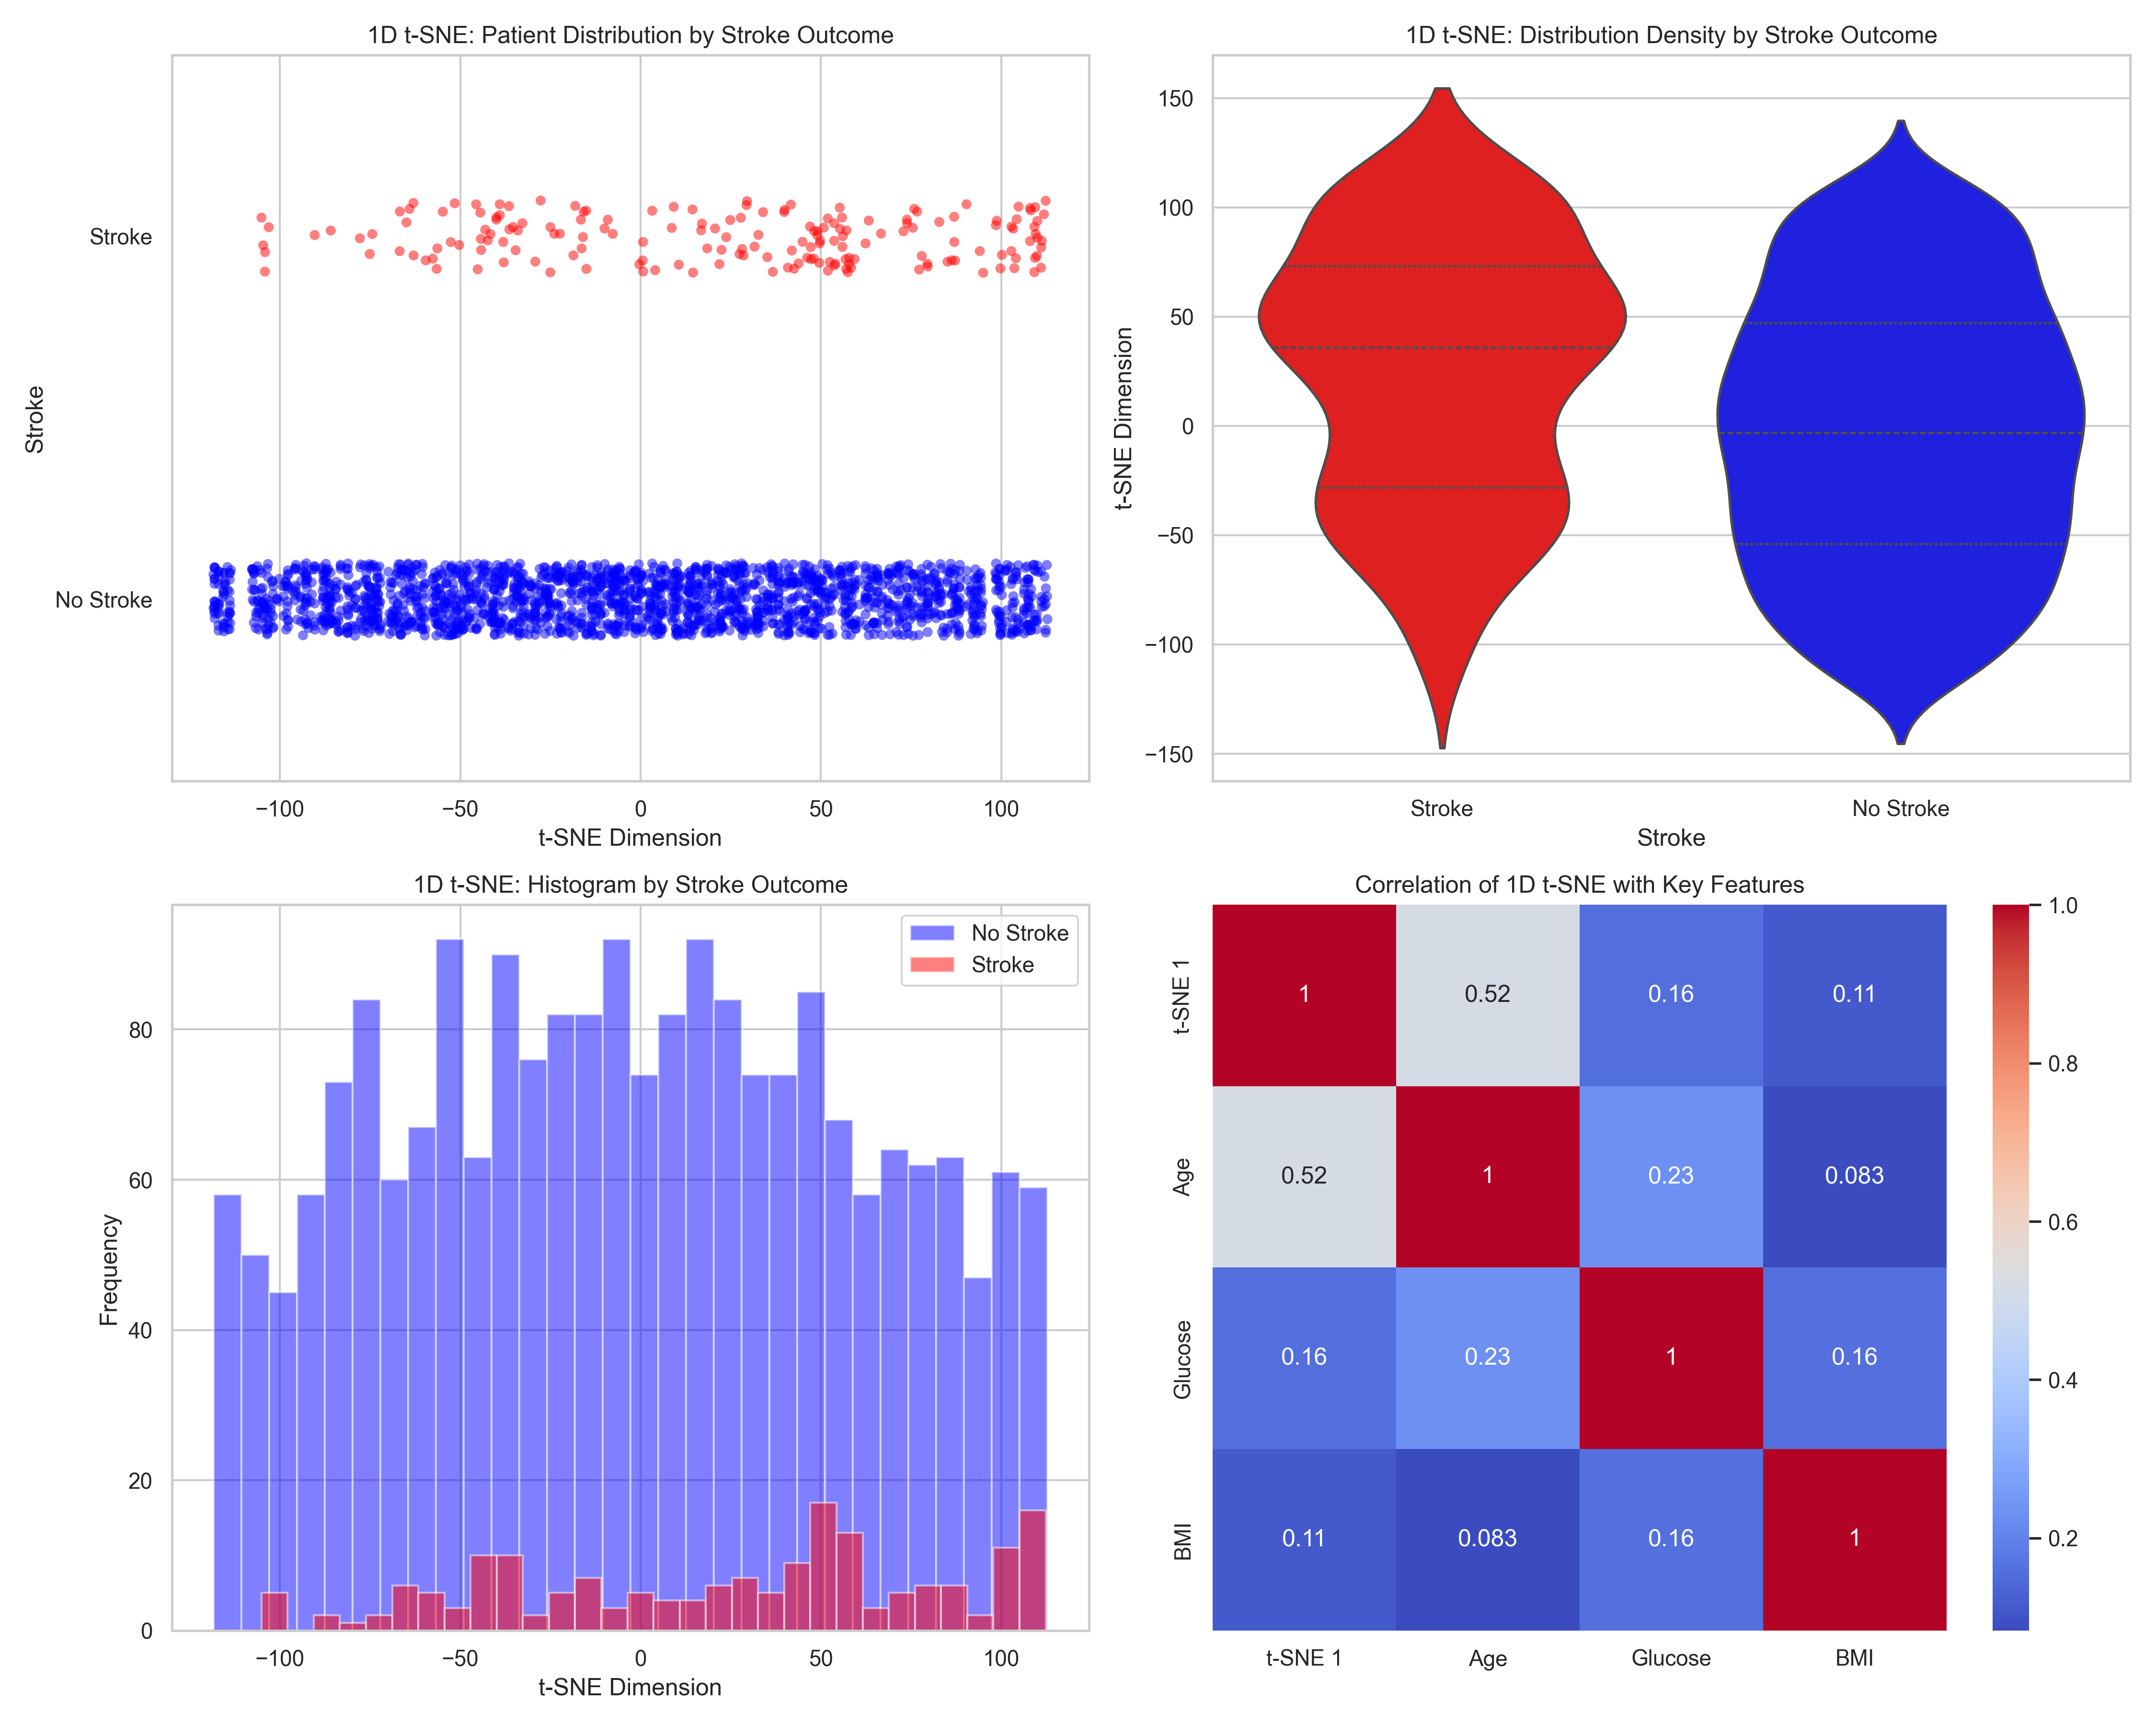 1D t-SNE: Patient Distribution by Stroke Outcome
Stroke
Stroke
No Stroke
−100 −50 0 50 100
t-SNE Dimension
1D t-SNE: Distribution Density by Stroke Outcome
t-SNE Dimension
150
100
50
0
−50
−100
−150
Stroke No Stroke
Stroke
1D t-SNE: Histogram by Stroke Outcome
No Stroke
Stroke
Frequency
80
60
40
20
0
−100 −50 0 50 100
t-SNE Dimension
Correlation of 1D t-SNE with Key Features
t-SNE 1 1 0.52 0.16 0.11
Age 0.52 1 0.23 0.083
Glucose 0.16 0.23 1 0.16
BMI 0.11 0.083 0.16 1
t-SNE 1 Age Glucose BMI
1.0
0.8
0.6
0.4
0.2